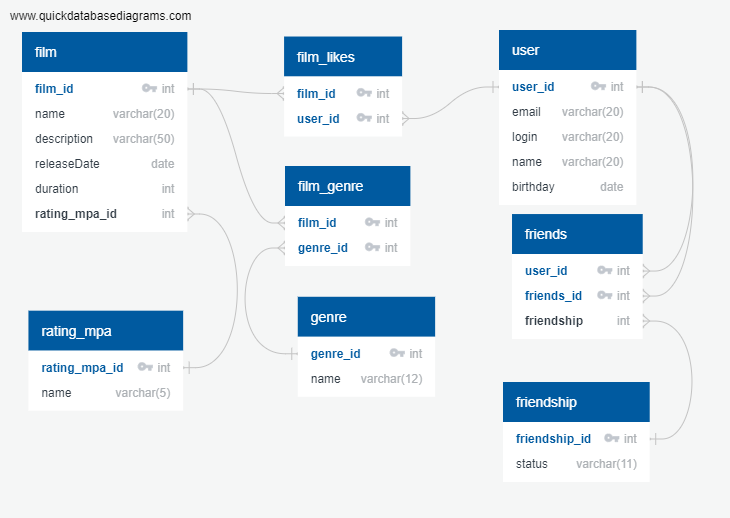 www.quickdatabasediagrams.com
film
film_id int
name varchar(20)
description varchar(50)
releaseDate date
duration int
rating_mpa_id int
film_likes
film_id int
user_id int
user
user_id int
email varchar(20)
login varchar(20)
name varchar(20)
birthday date
film_genre
film_id int
genre_id int
friends
user_id int
friends_id int
friendship int
rating_mpa
rating_mpa_id int
name varchar(5)
genre
genre_id int
name varchar(12)
friendship
friendship_id int
status varchar(11)